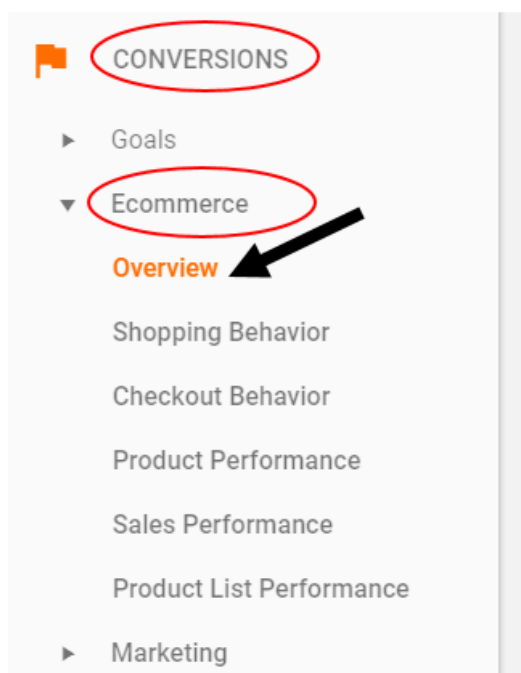 CONVERSIONS
Goals
Ecommerce
Overview
Shopping Behavior
Checkout Behavior
Product Performance
Sales Performance
Product List Performance
Marketing